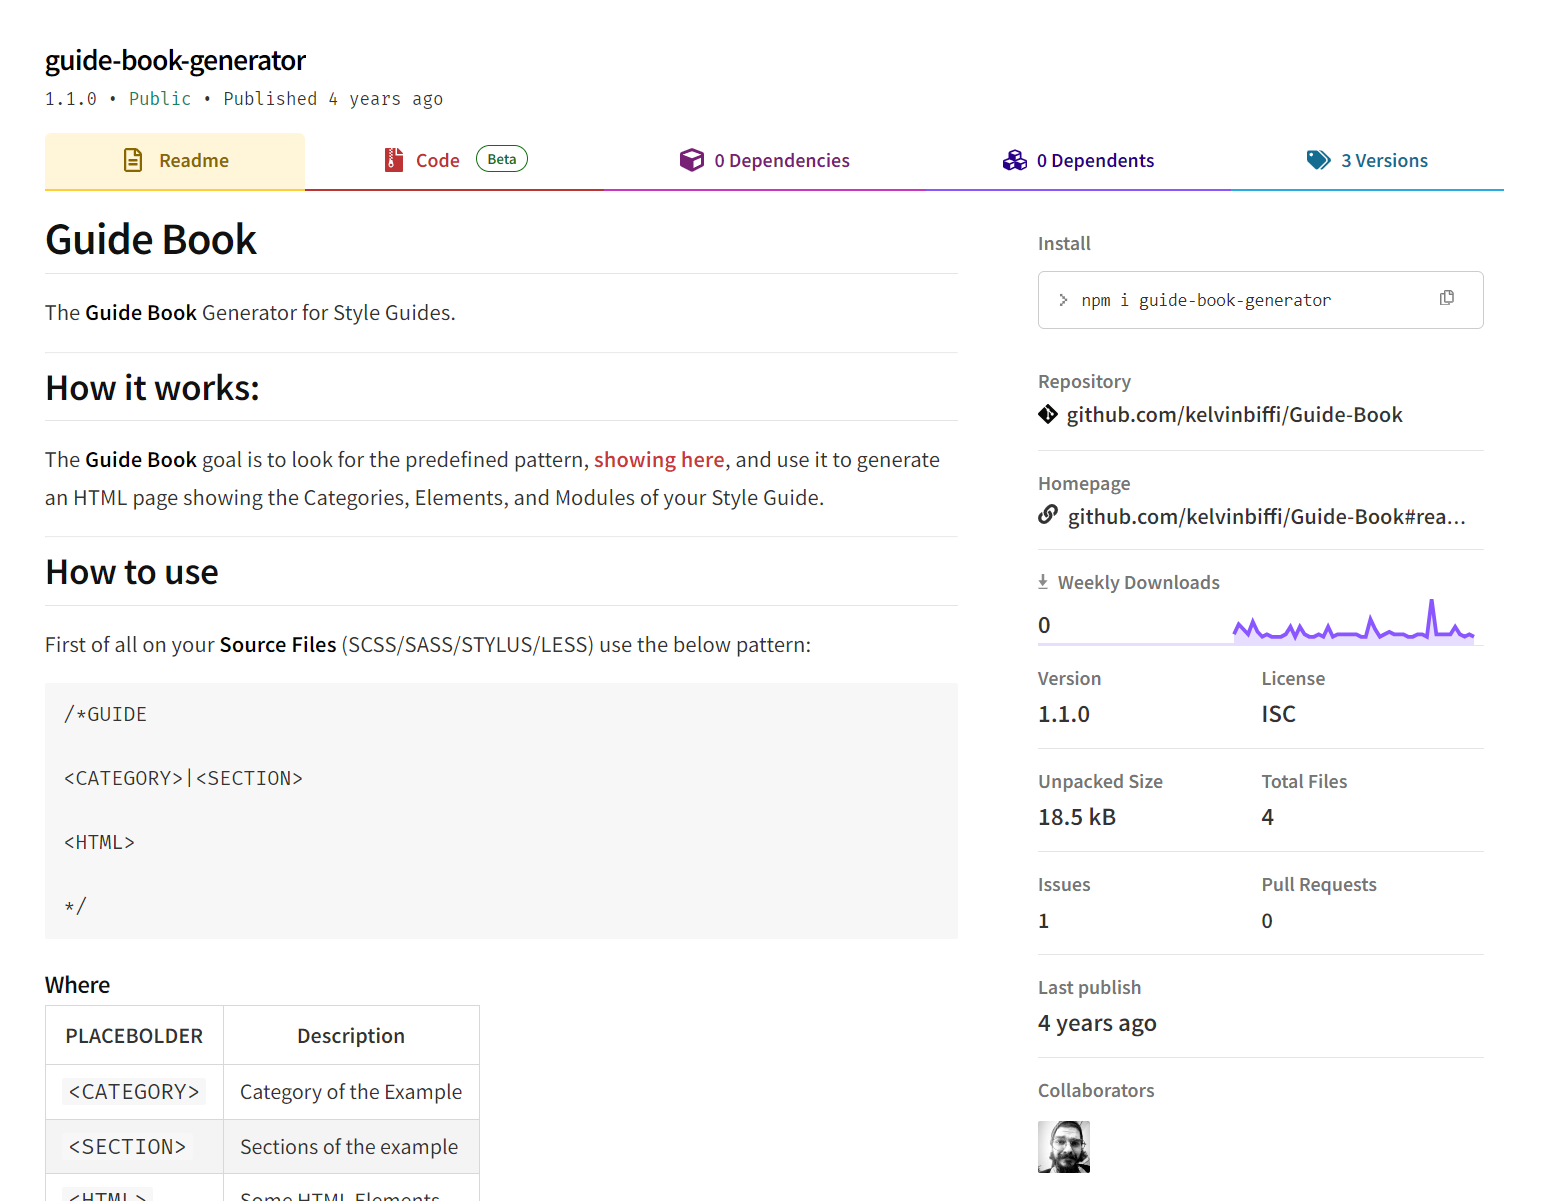 guide-book-generator
1.1.0 • Public • Published 4 years ago
Readme
Code Beta
0 Dependencies
0 Dependents
3 Versions
Guide Book
The Guide Book Generator for Style Guides.
How it works:
The Guide Book goal is to look for the predefined pattern, showing here, and use it to generate
an HTML page showing the Categories, Elements, and Modules of your Style Guide.
How to use
First of all on your Source Files (SCSS/SASS/STYLUS/LESS) use the below pattern:
/*GUIDE
<CATEGORY>|<SECTION>
<HTML>
*/
Where
PLACEBOLDER Description
<CATEGORY> Category of the Example
<SECTION> Sections of the example
<HTML> Some HTML Elements
Install
> npm i guide-book-generator
Repository
github.com/kelvinbiffi/Guide-Book
Homepage
github.com/kelvinbiffi/Guide-Book#rea...
Weekly Downloads
0
Version License
1.1.0 ISC
Unpacked Size Total Files
18.5 kB 4
Issues Pull Requests
1 0
Last publish
4 years ago
Collaborators